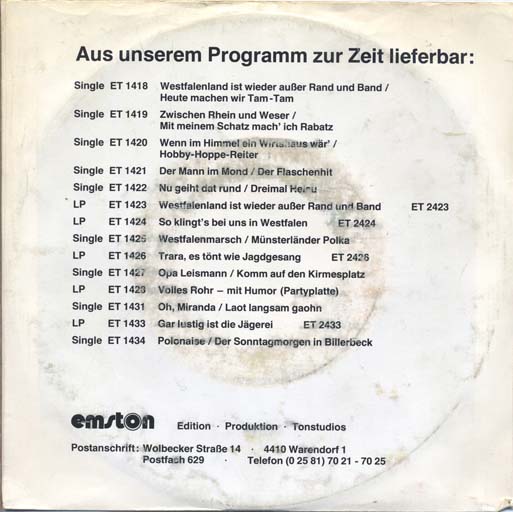 Aus unserem Programm zur Zeit lieferbar:
Single ET 1418 Westfalenland ist wieder außer Rand und Band /
Heute machen wir Tam-Tam
Single ET 1419 Zwischen Rhein und Weser /
Mit meinem Schatz mach' ich Rabatz
Single ET 1420 Wenn im Himmel ein Wirtshaus wär' /
Hobby-Hoppe-Reiter
Single ET 1421 Der Mann im Mond / Der Flaschenhit
Single ET 1422 Nu geiht dat rund / Dreimal Heinu
LP ET 1423 Westfalenland ist wieder außer Rand und Band ET 2423
LP ET 1424 So klingt's bei uns in Westfalen ET 2424
Single ET 1425 Westfalenmarsch / Münsterländer Polka
LP ET 1426 Trara, es tönt wie Jagdgesang ET 2426
Single ET 1427 Opa Leismann / Komm auf den Kirmesplatz
LP ET 1428 Volles Rohr – mit Humor (Partyplatte)
Single ET 1431 Oh, Miranda / Laot langsam gaohn
LP ET 1433 Gar lustig ist die Jägerei ET 2433
Single ET 1434 Polonaise / Der Sonntagmorgen in Billerbeck
emston Edition · Produktion · Tonstudios
Postanschrift: Wolbecker Straße 14 · 4410 Warendorf 1
Postfach 629 · Telefon (0 25 81) 70 21 - 70 25